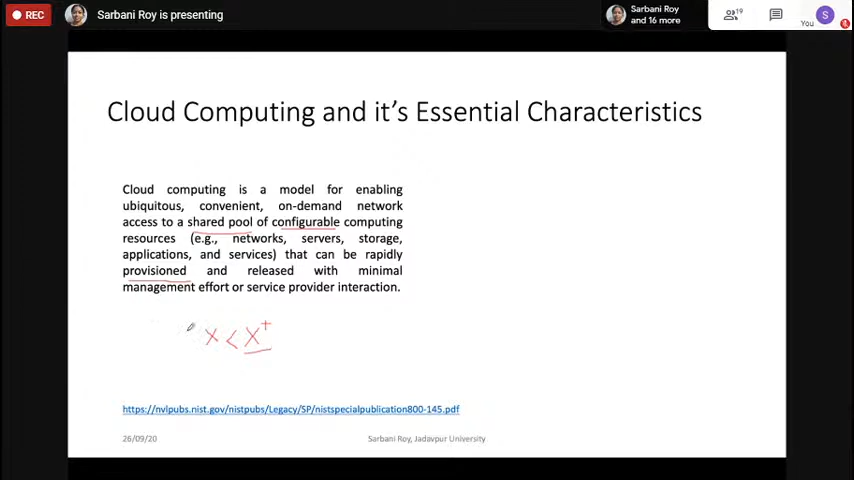 REC
Sarbani Roy is presenting
Sarbani Roy
and 16 more
19
You
S
Cloud Computing and it's Essential Characteristics
Cloud computing is a model for enabling
ubiquitous, convenient, on-demand network
access to a shared pool of configurable computing
resources (e.g., networks, servers, storage,
applications, and services) that can be rapidly
provisioned and released with minimal
management effort or service provider interaction.
X < X+
https://nvlpubs.nist.gov/nistpubs/Legacy/SP/nistspecialpublication800-145.pdf
26/09/20
Sarbani Roy, Jadavpur University